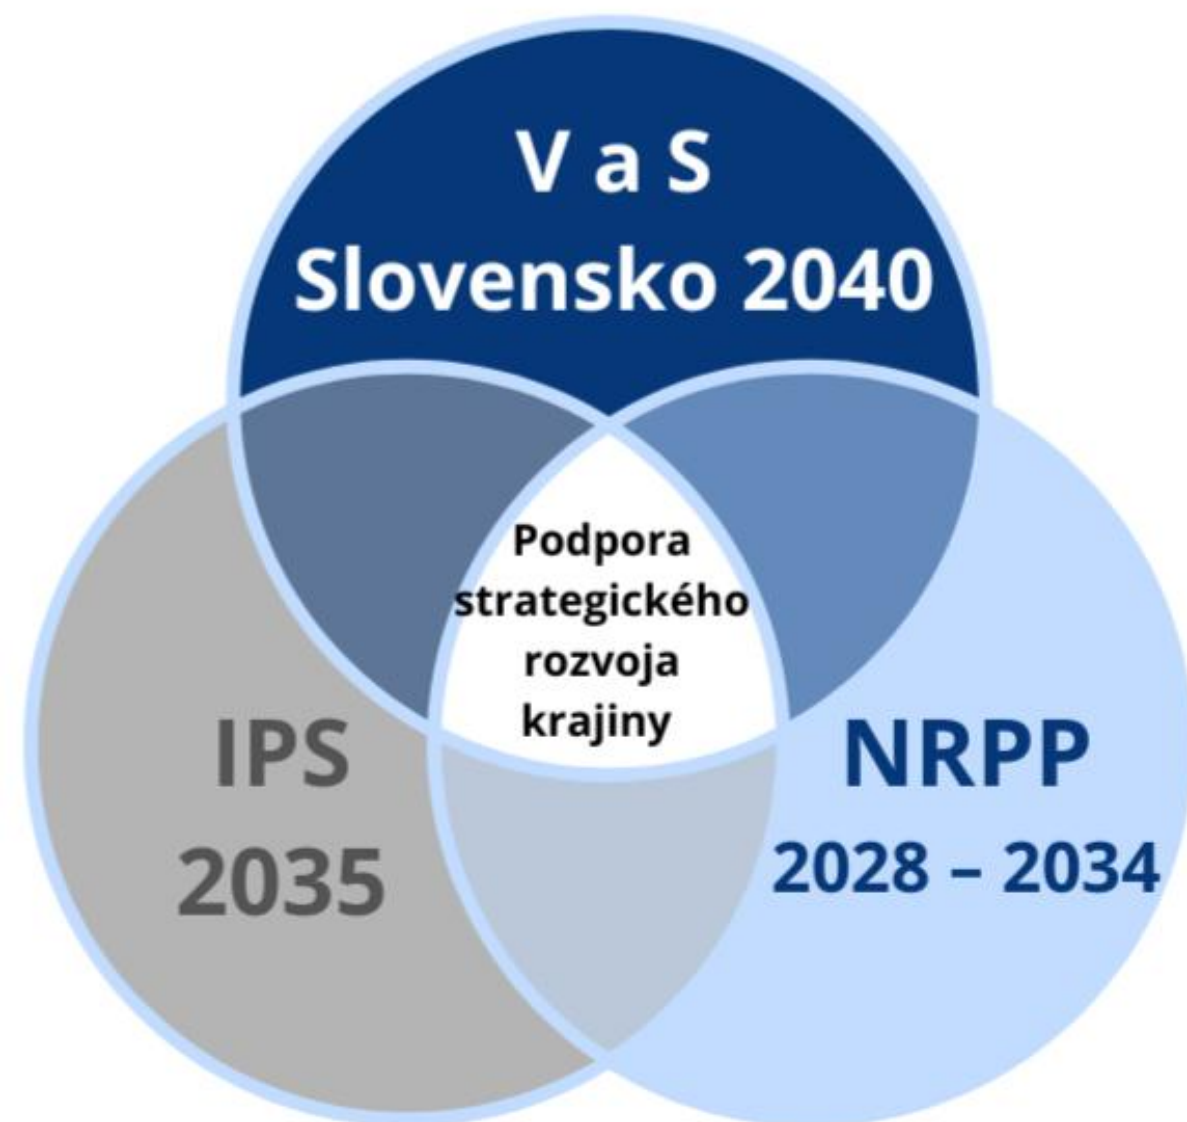 V a S
Slovensko 2040
Podpora
strategického
rozvoja
krajiny
IPS
2035
NRPP
2028 – 2034